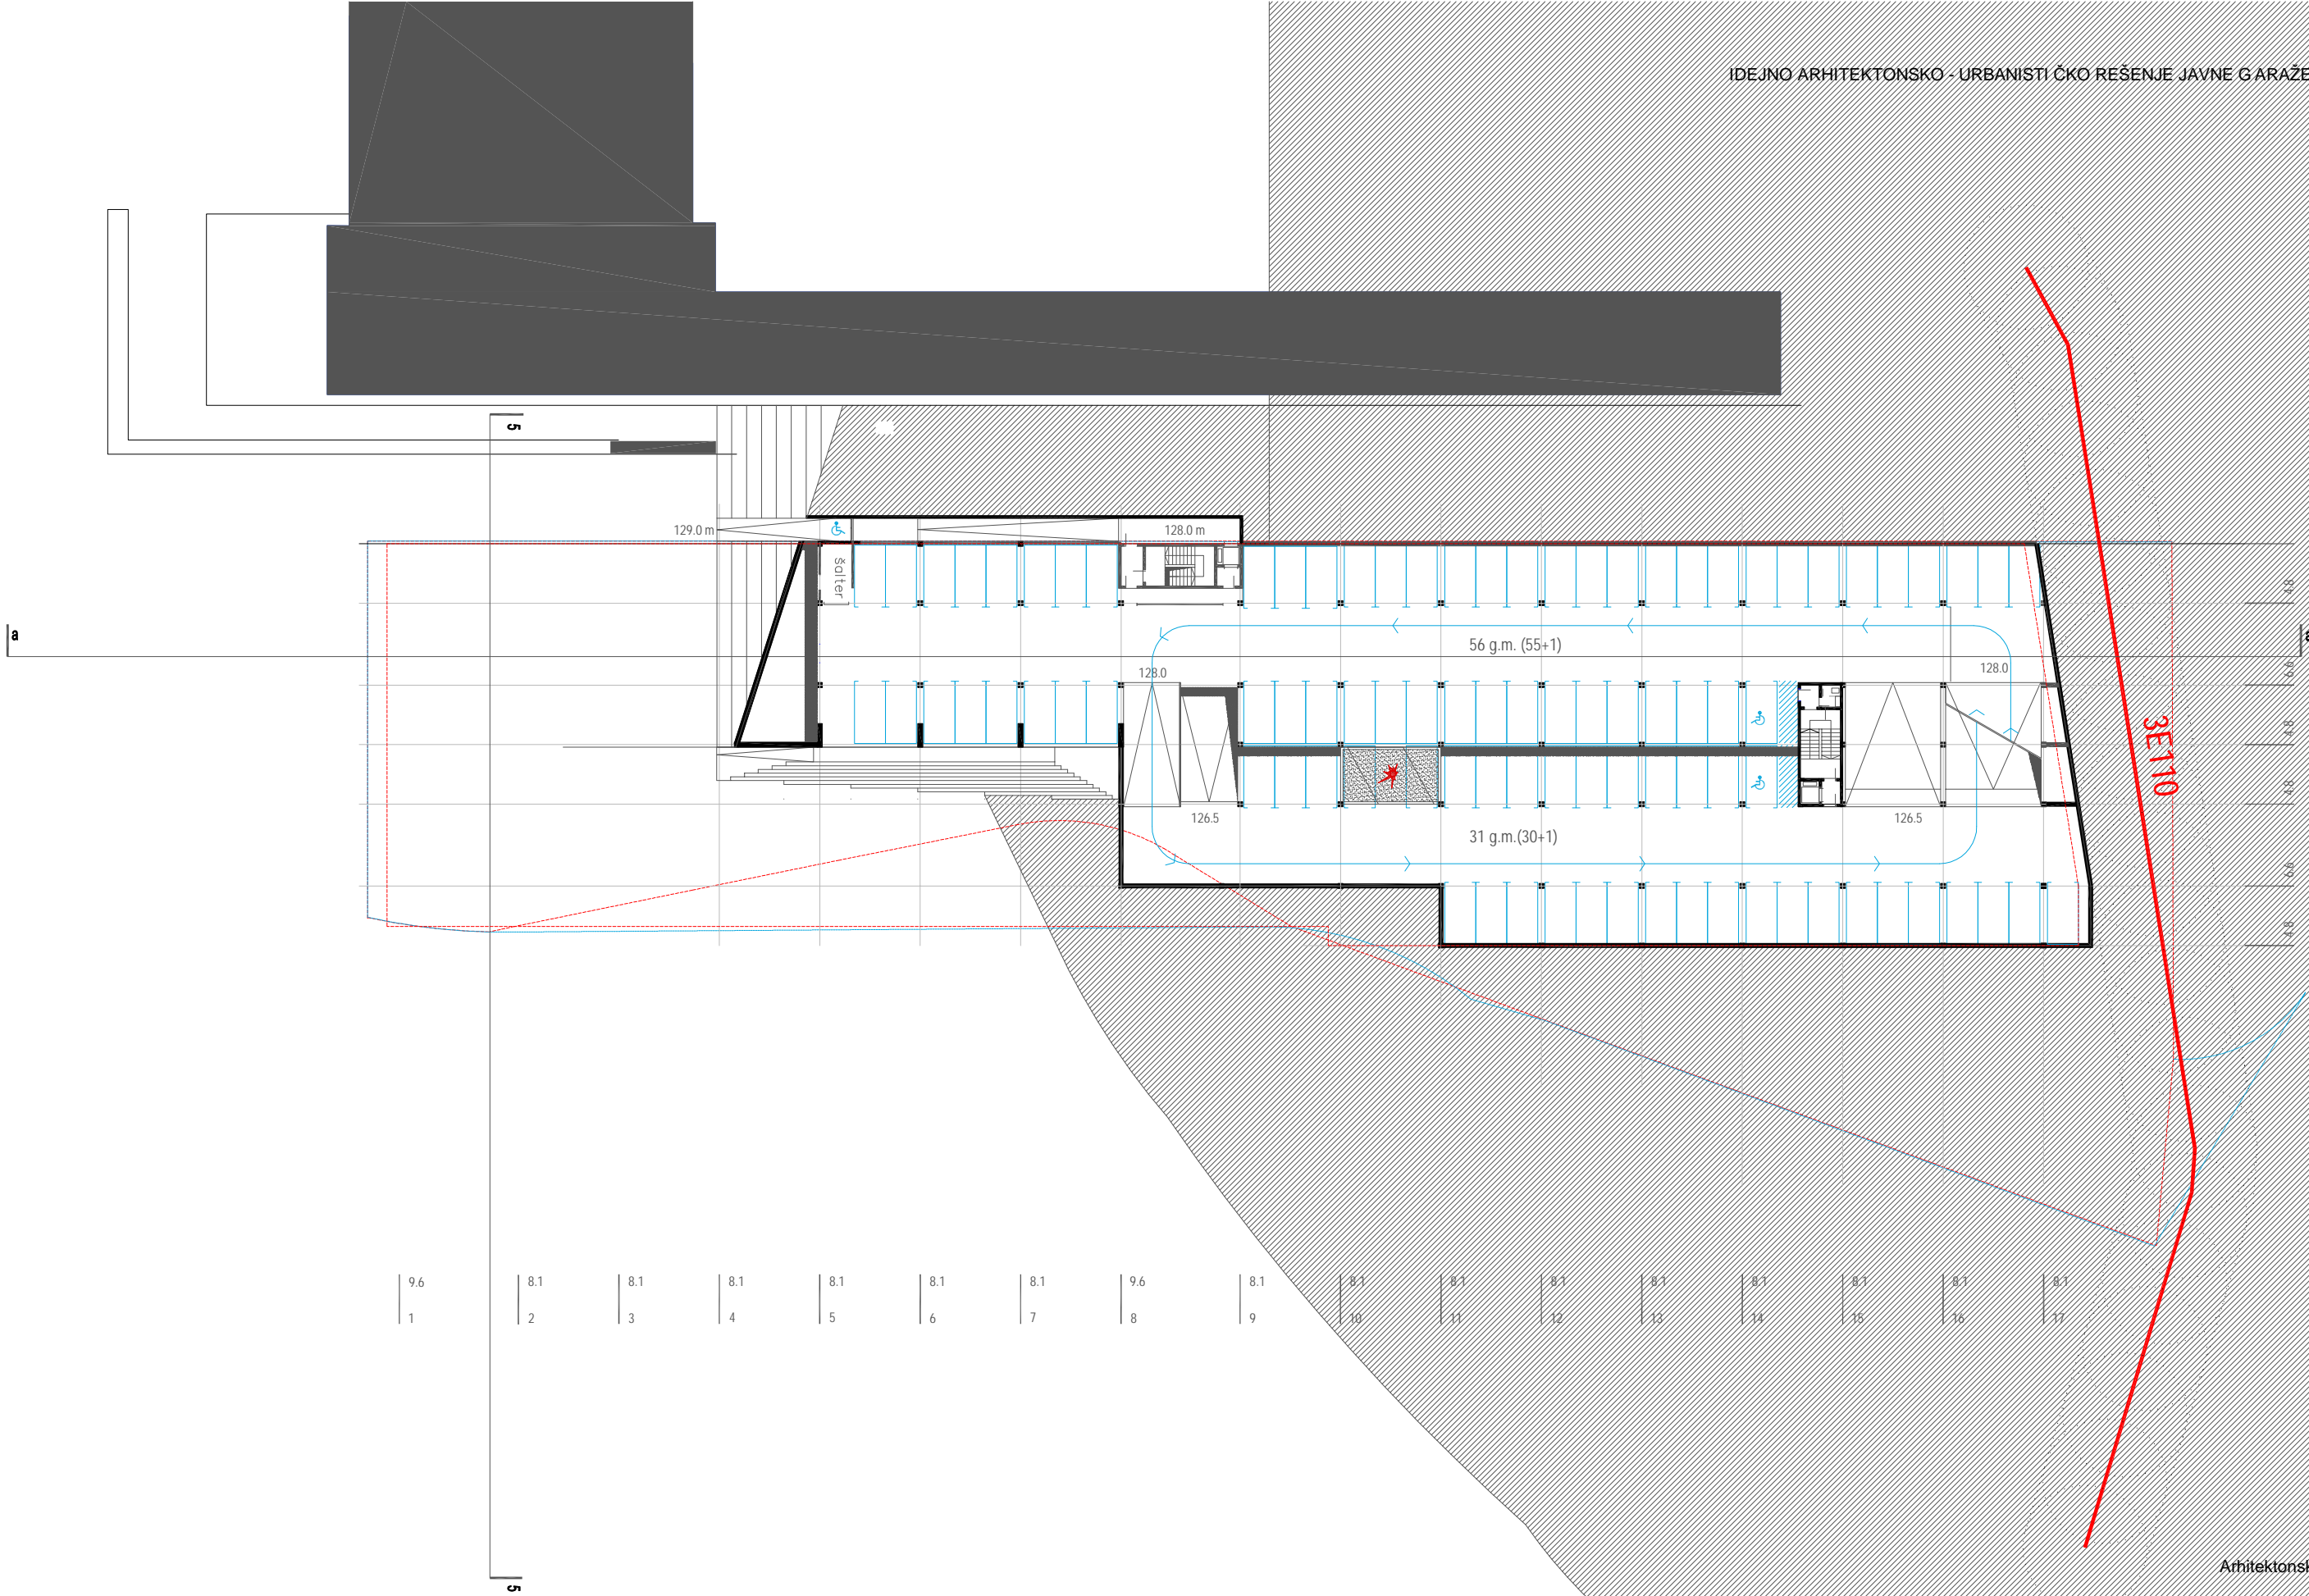 IDEJNO ARHITEKTONSKO - URBANISTI ČKO REŠENJE JAVNE G ARAŽE
5
129.0 m
128.0 m
šalter
4.8
a
56 g.m. (55+1)
128.0
128.0
6.6
4.8
3E110
4.8
126.5
126.5
31 g.m.(30+1)
6.6
4.8
9.6 8.1 8.1 8.1 8.1 8.1 8.1 9.6 8.1 8.1 8.1 8.1 8.1 8.1 8.1 8.1 8.1
1 2 3 4 5 6 7 8 9 10 11 12 13 14 15 16 17
5